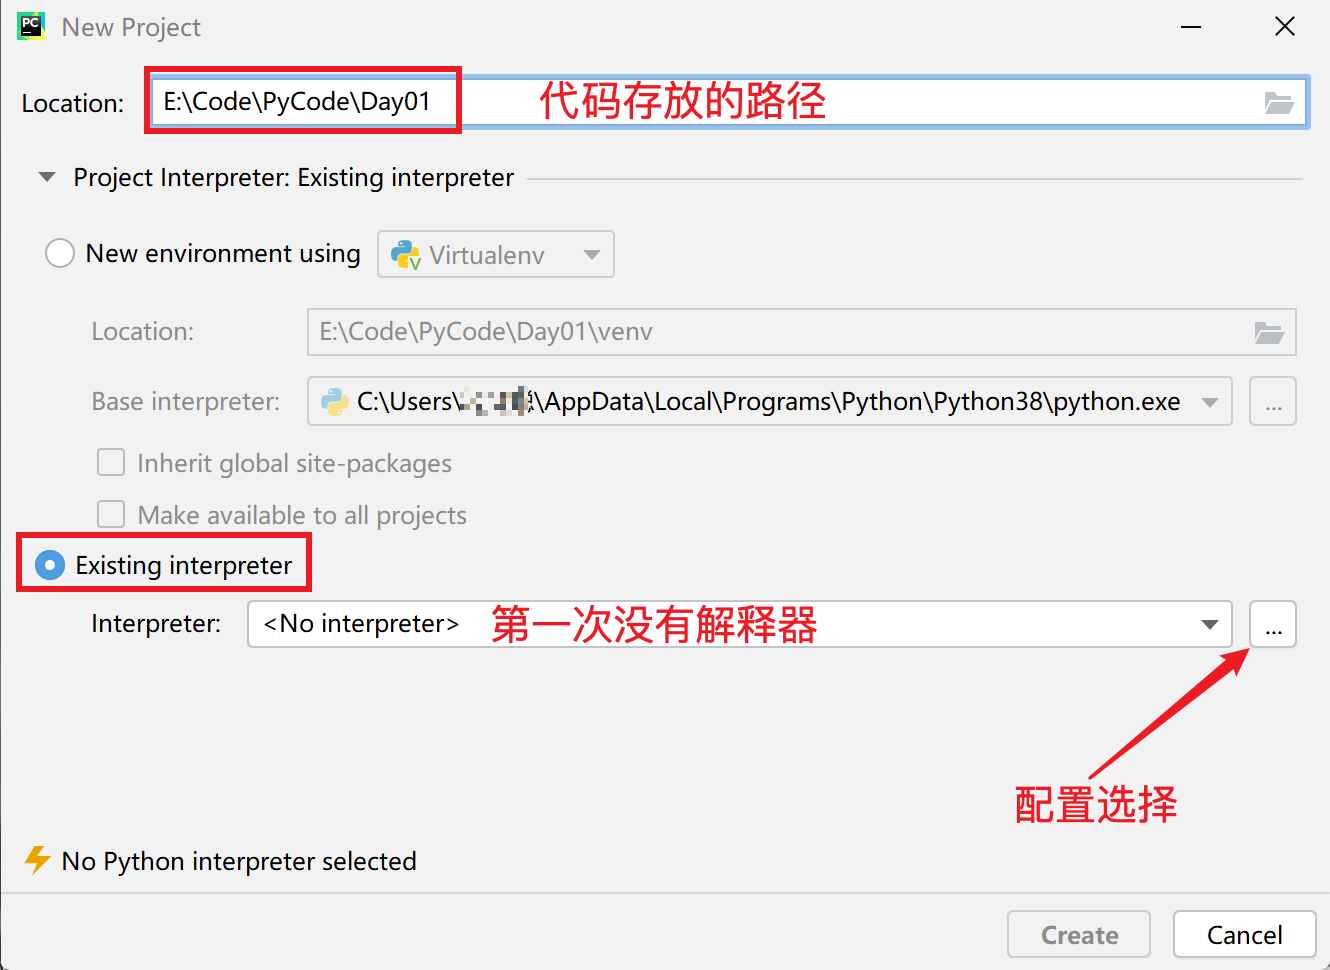 New Project
Location: E:\Code\PyCode\Day01 代码存放的路径
Project Interpreter: Existing interpreter
New environment using Virtualenv
Location: E:\Code\PyCode\Day01\venv
Base interpreter: C:\Users\ \AppData\Local\Programs\Python\Python38\python.exe ...
Inherit global site-packages
Make available to all projects
Existing interpreter
Interpreter: <No interpreter> 第一次没有解释器 ...
配置选择
No Python interpreter selected
Create Cancel